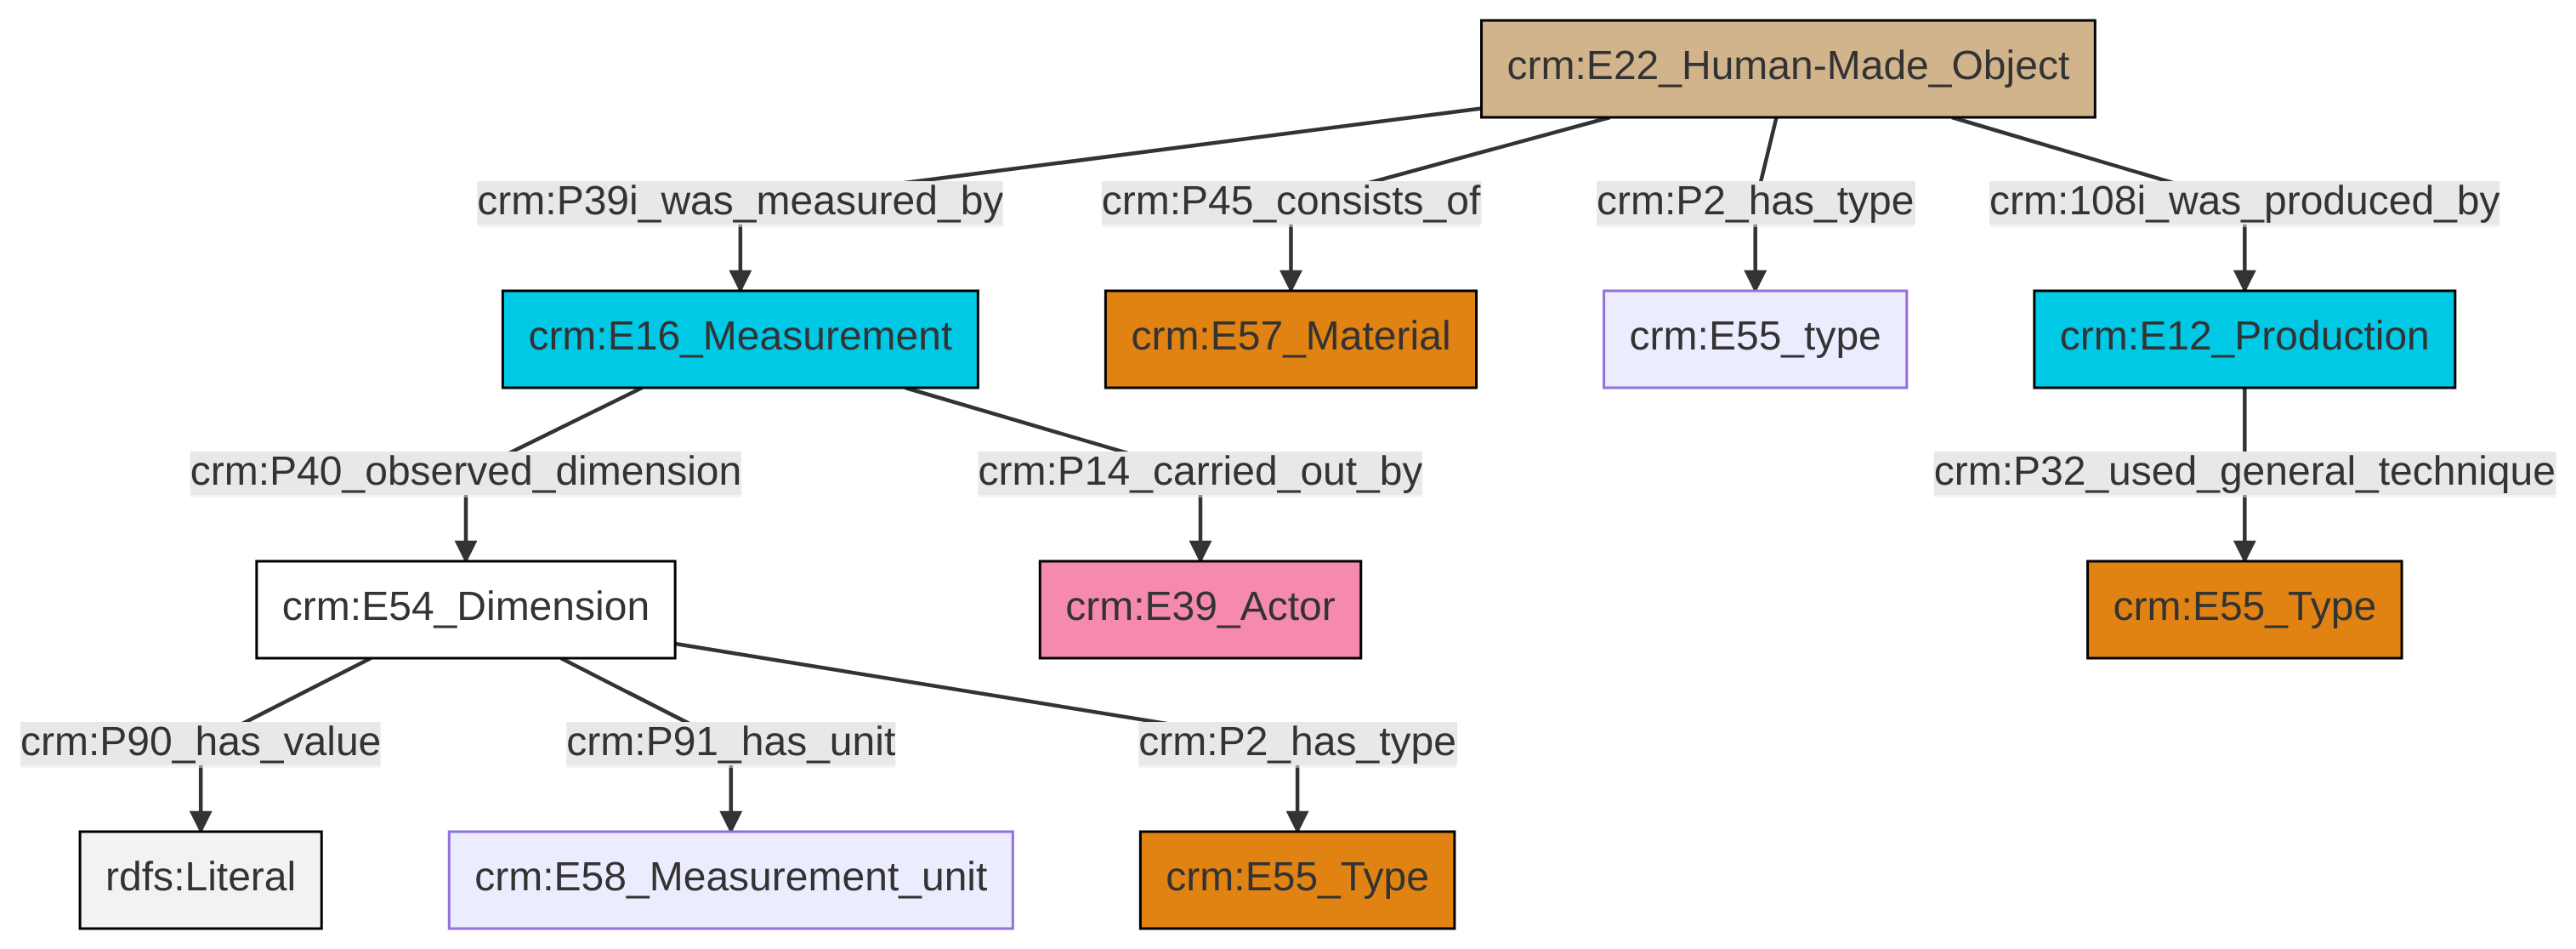 crm:E22_Human-Made_Object
crm:P39i_was_measured_by
crm:P45_consists_of
crm:P2_has_type
crm:108i_was_produced_by
crm:E16_Measurement
crm:E57_Material
crm:E55_type
crm:E12_Production
crm:P40_observed_dimension
crm:P14_carried_out_by
crm:P32_used_general_technique
crm:E54_Dimension
crm:E39_Actor
crm:E55_Type
crm:P90_has_value
crm:P91_has_unit
crm:P2_has_type
rdfs:Literal
crm:E58_Measurement_unit
crm:E55_Type